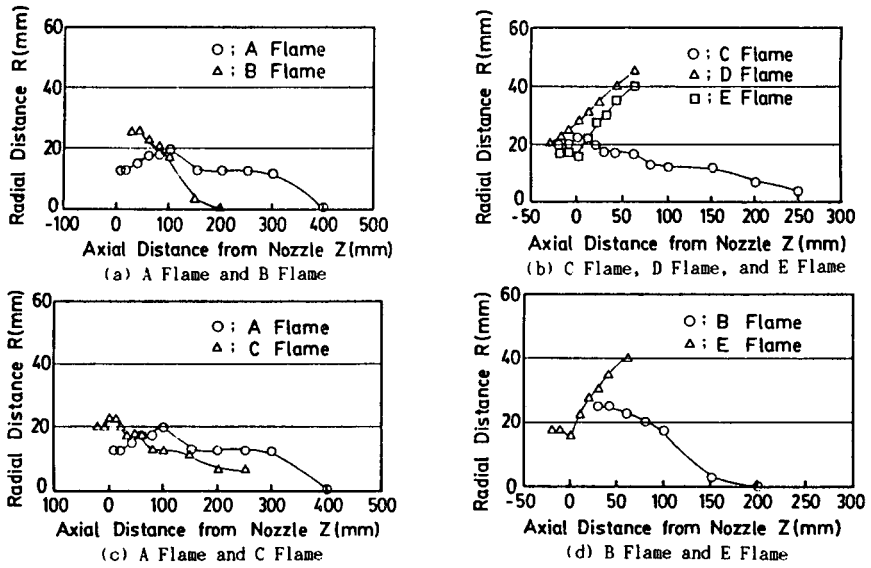 Radial Distance R(mm)
60
40
20
0
-100
0
100
200
300
400
500
○; A Flame
△; B Flame
Axial Distance from Nozzle Z(mm)
(a) A Flame and B Flame
Radial Distance R(mm)
60
40
20
0
-50
0
50
100
150
200
250
300
○; C Flame
△; D Flame
□; E Flame
Axial Distance from Nozzle Z(mm)
(b) C Flame, D Flame, and E Flame
Radial Distance R(mm)
60
40
20
0
100
0
100
200
300
400
500
○; A Flame
△; C Flame
Axial Distance from Nozzle Z(mm)
(c) A Flame and C Flame
Radial Distance R(mm)
60
40
20
0
-50
0
50
100
150
200
250
300
○; B Flame
△; E Flame
Axial Distance from Nozzle Z(mm)
(d) B Flame and E Flame